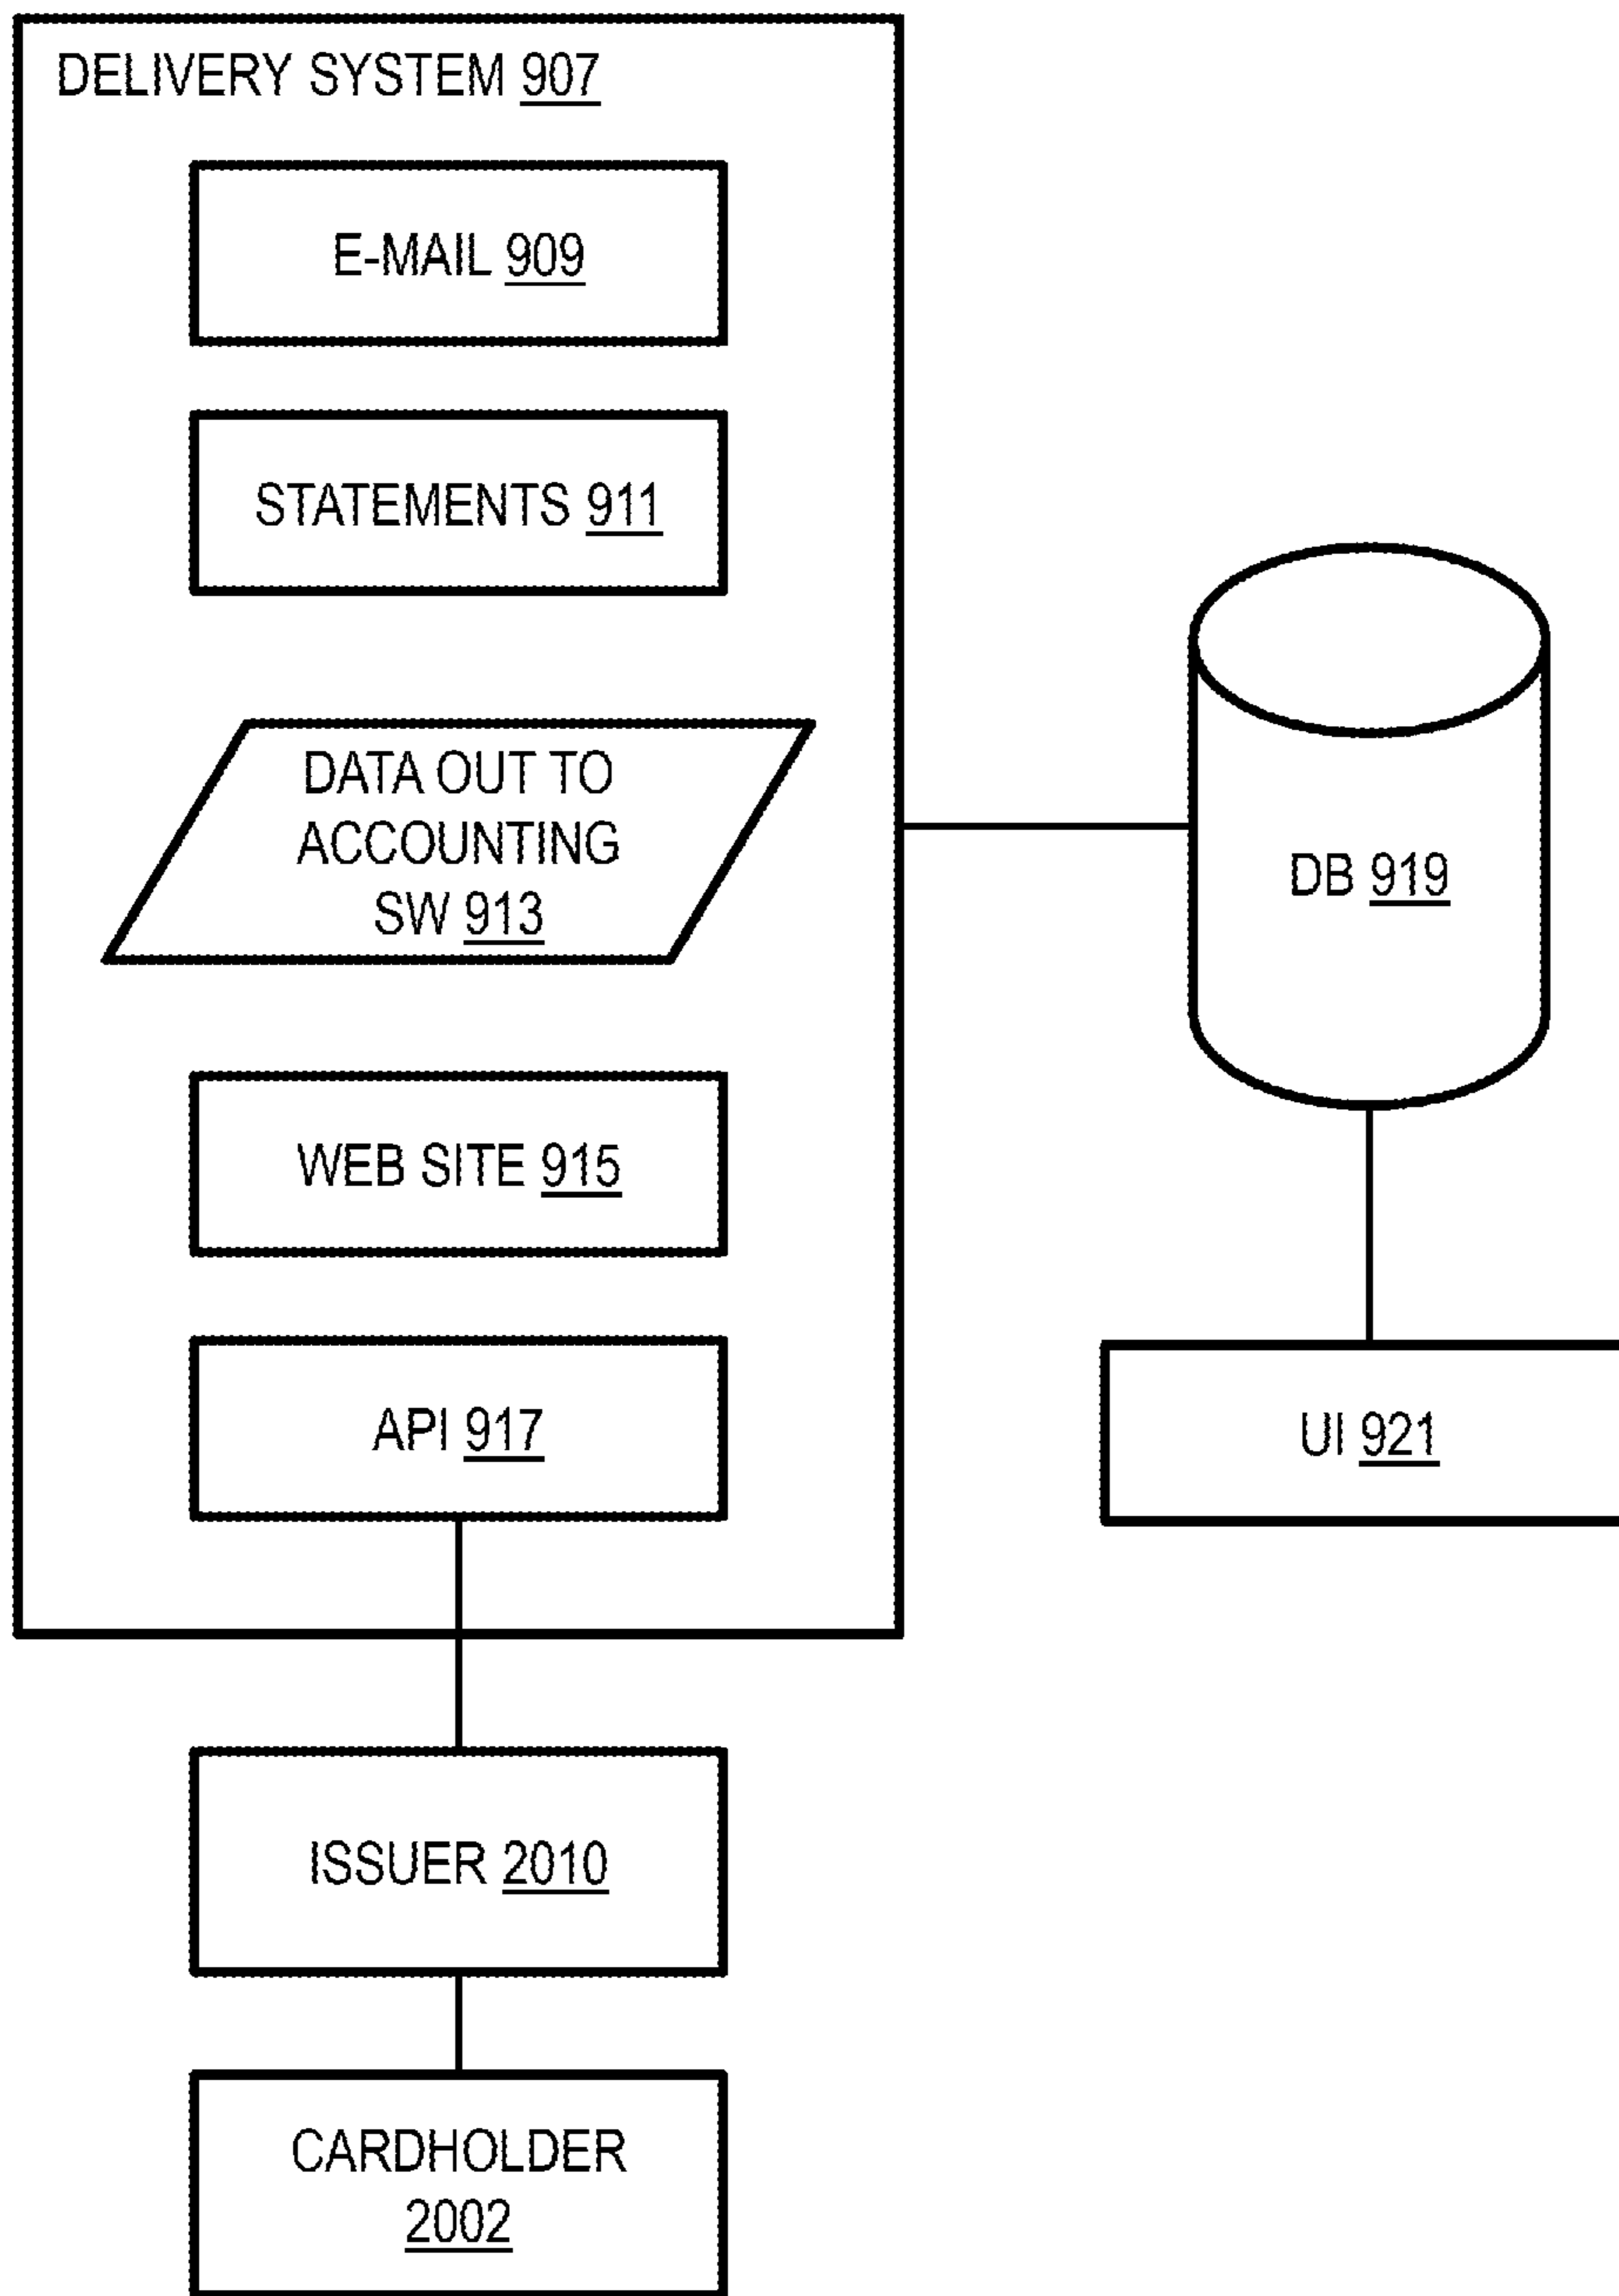 DELIVERY SYSTEM 907
E-MAIL 909
STATEMENTS 911
DATA OUT TO
ACCOUNTING
SW 913
DB 919
WEB SITE 915
API 917
UI 921
ISSUER 2010
CARDHOLDER
2002